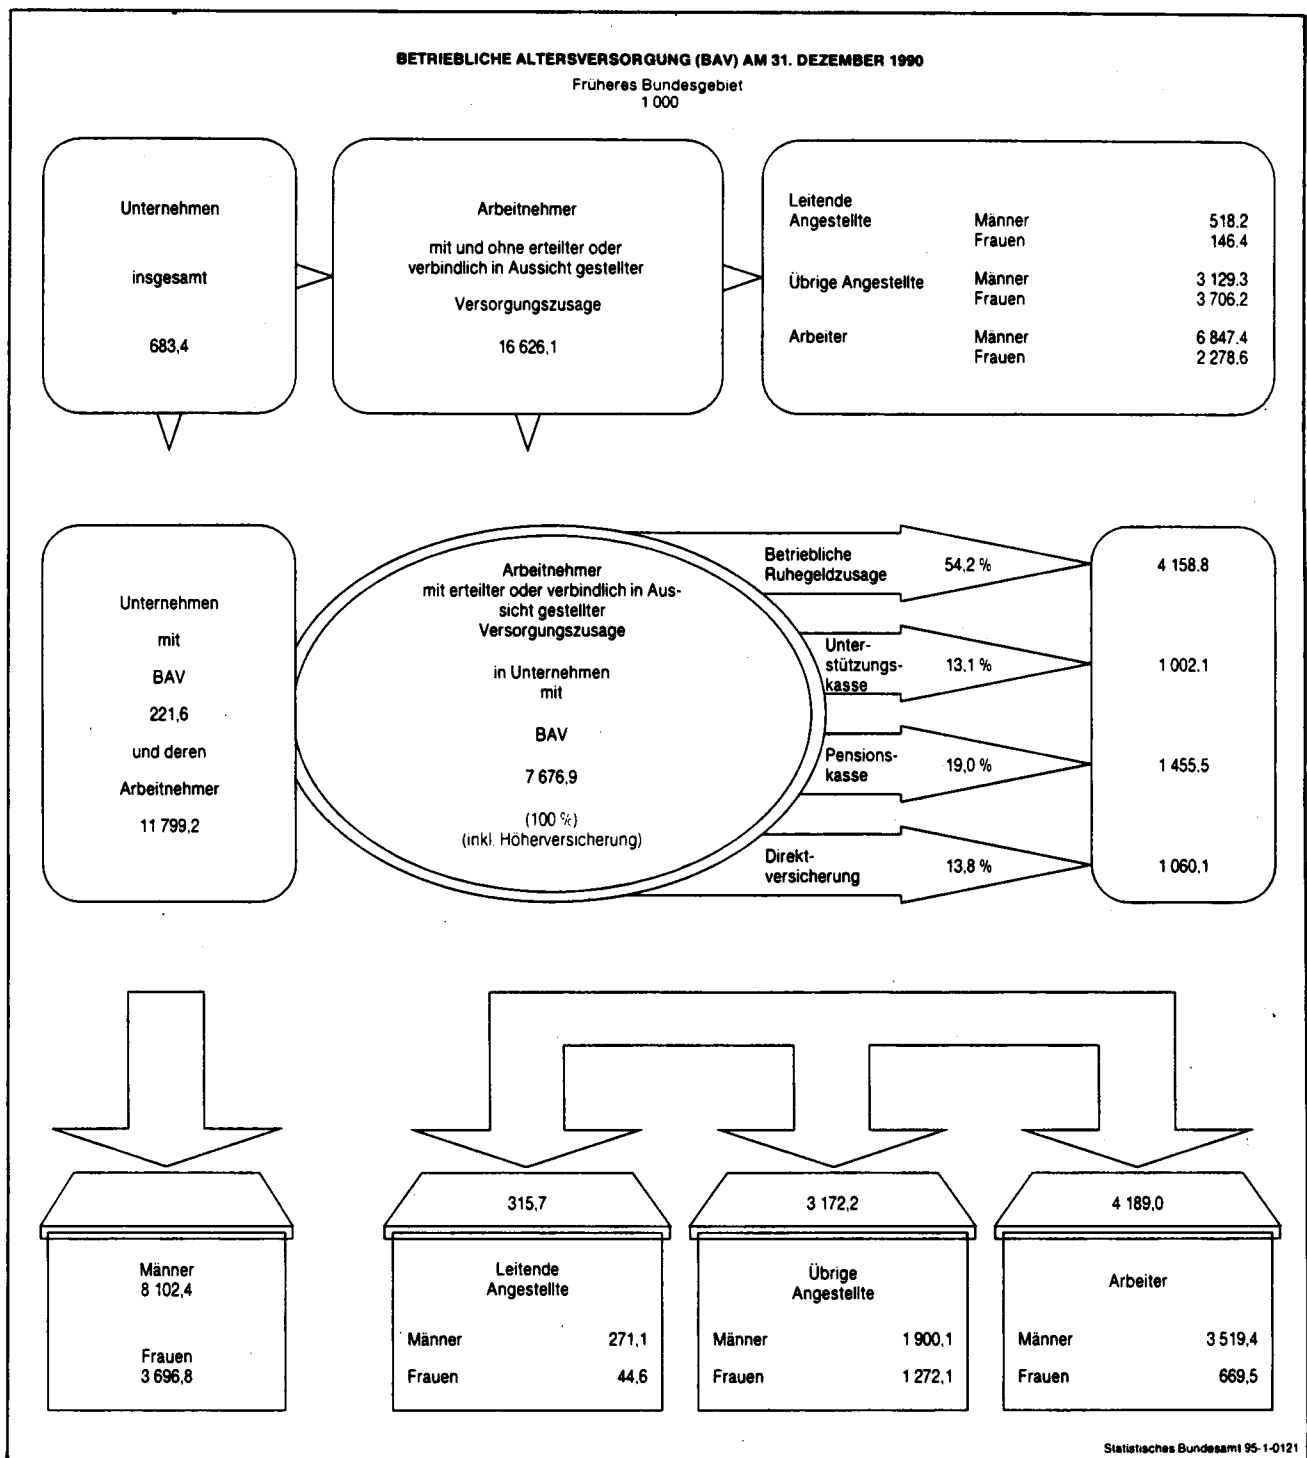 BETRIEBLICHE ALTERSVERSORGUNG (BAV) AM 31. DEZEMBER 1990
Früheres Bundesgebiet
1 000
Unternehmen
insgesamt
683,4
Arbeitnehmer
mit und ohne erteilter oder
verbindlich in Aussicht gestellter
Versorgungszusage
16 626,1
Leitende
Angestellte Männer 518.2
Frauen 146.4
Übrige Angestellte Männer 3 129.3
Frauen 3 706.2
Arbeiter Männer 6 847.4
Frauen 2 278.6
Unternehmen
mit
BAV
221,6
und deren
Arbeitnehmer
11 799,2
Arbeitnehmer
mit erteilter oder verbindlich in Aus-
sicht gestellter
Versorgungszusage
in Unternehmen
mit
BAV
7 676,9
(100 %)
(inkl. Höherversicherung)
Betriebliche
Ruhegeldzusage 54,2 % 4 158.8
Unter-
stützungs-
kasse 13,1 % 1 002.1
Pensions-
kasse 19,0 % 1 455.5
Direkt-
versicherung 13,8 % 1 060,1
Männer
8 102,4
Frauen
3 696,8
315,7
Leitende
Angestellte
Männer 271,1
Frauen 44,6
3 172,2
Übrige
Angestellte
Männer 1 900,1
Frauen 1 272,1
4 189,0
Arbeiter
Männer 3 519,4
Frauen 669,5
Statistisches Bundesamt 95-1-0121